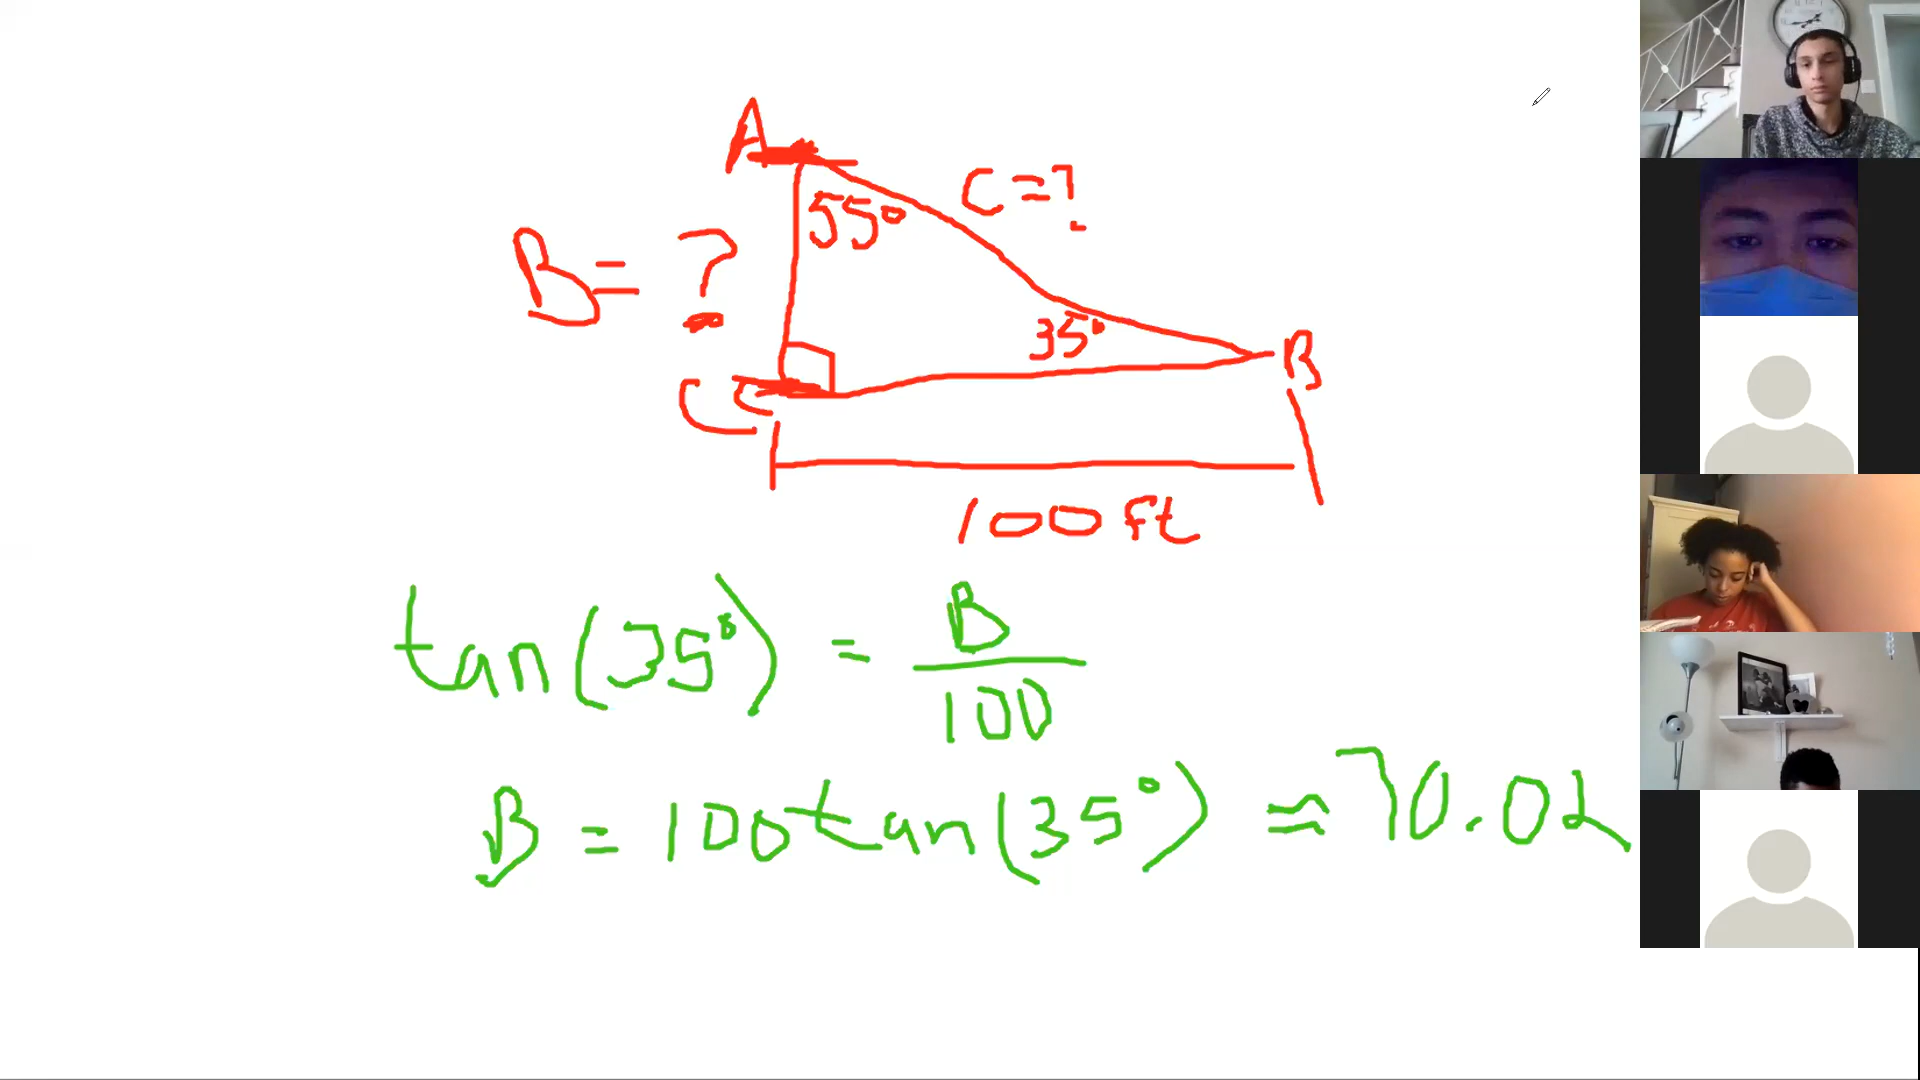 A
C = ?
55°
B = ?
35°
B
C
100 ft
tan(35°) = B/100
B = 100tan(35°) ≈ 70.02